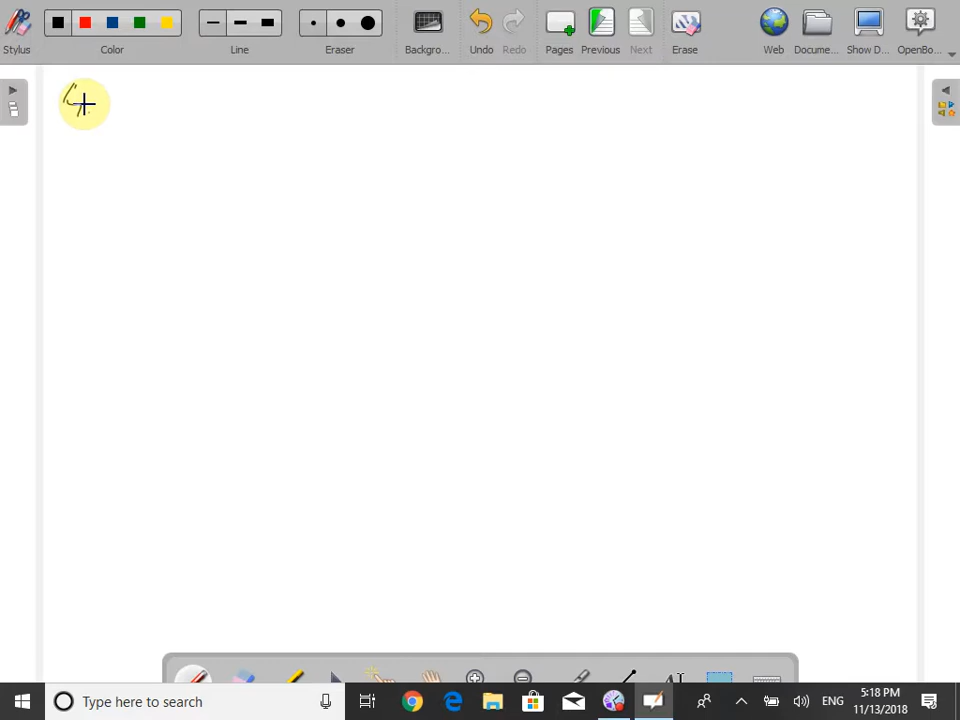 Stylus
Color
Line
Eraser
Backgro...
Undo
Redo
Pages
Previous
Next
Erase
Web
Docume...
Show D...
OpenBo...
4
Type here to search
ENG
5:18 PM
11/13/2018